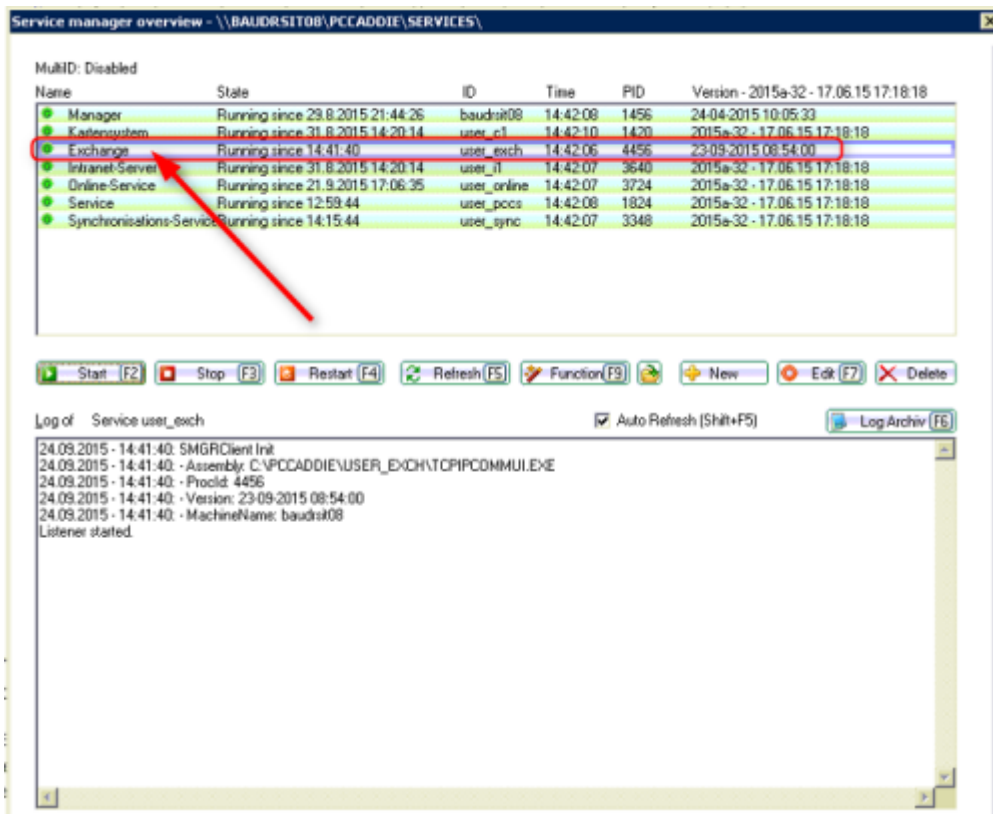 Service manager overview - \\BAUDRSIT08\PCCADDIE\SERVICES\
MultiID: Disabled
Name State ID Time PID Version - 2015a-32 - 17.06.15 17:18:18
Manager Running since 29.8.2015 21:44:26 baudrsit08 14:42:08 1456 24-04-2015 10:05:33
Kartensystem Running since 31.8.2015 14:20:14 user_c1 14:42:10 1420 2015a-32 - 17.06.15 17:18:18
Exchange Running since 14:41:40 user_exch 14:42:06 4456 23-09-2015 08:54:00
Intranet-Server Running since 31.8.2015 14:20:14 user_i1 14:42:07 3640 2015a-32 - 17.06.15 17:18:18
Online-Service Running since 21.9.2015 17:06:35 user_online 14:42:07 3724 2015a-32 - 17.06.15 17:18:18
Service Running since 12:59:44 user_pccs 14:42:08 1824 2015a-32 - 17.06.15 17:18:18
Synchronisations-Service Running since 14:15:44 user_sync 14:42:07 3348 2015a-32 - 17.06.15 17:18:18
Start F2 Stop F3 Restart F4 Refresh F5 Function F9 New Edit F7 Delete
Log of Service user_exch Auto Refresh (Shift+F5) Log Archiv F6
24.09.2015 - 14:41:40: SMGRClient Init
24.09.2015 - 14:41:40: - Assembly: C:\PCCADDIE\USER_EXCH\TCPIPCOMMUI.EXE
24.09.2015 - 14:41:40: - ProcId: 4456
24.09.2015 - 14:41:40: - Version: 23-09-2015 08:54:00
24.09.2015 - 14:41:40: - MachineName: baudrsit08
Listener started.